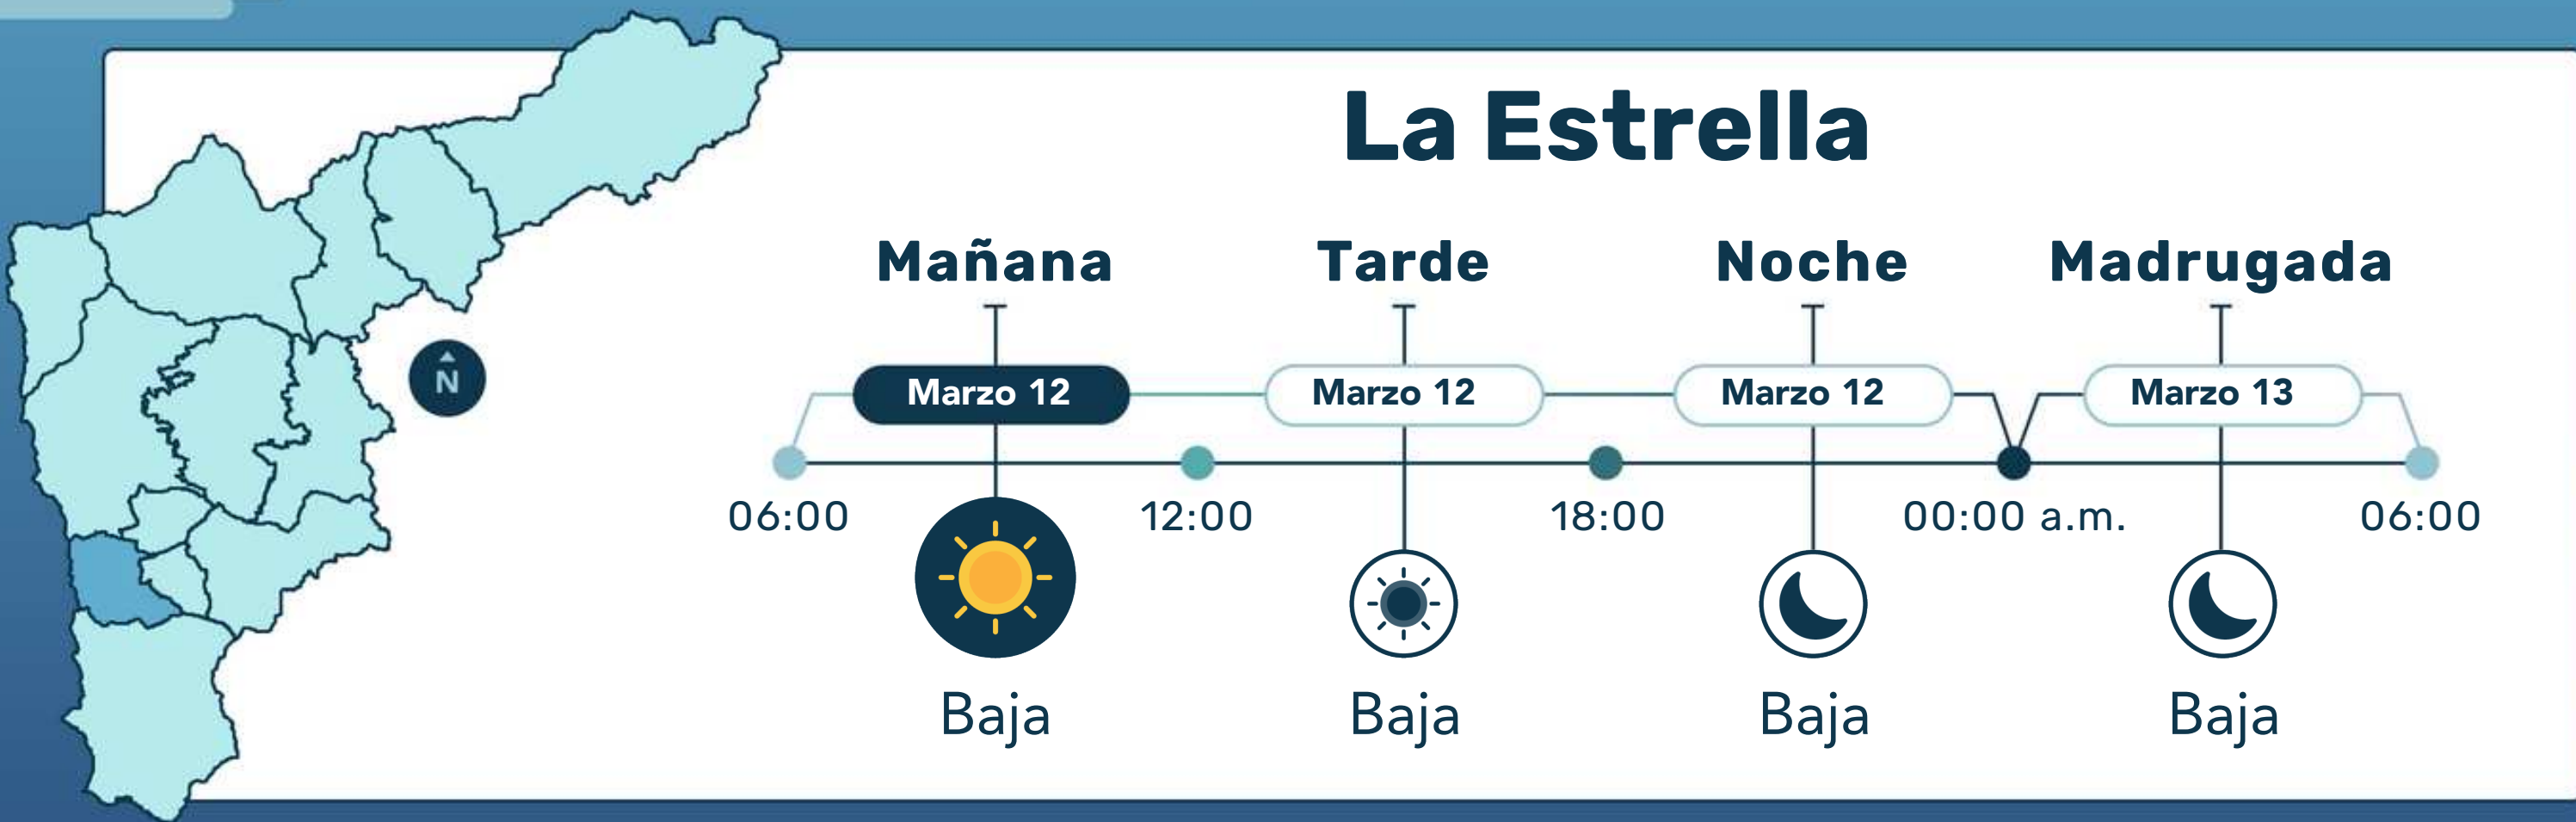 La Estrella
Mañana Tarde Noche Madrugada
Marzo 12 Marzo 12 Marzo 12 Marzo 13
N
06:00 12:00 18:00 00:00 a.m. 06:00
Baja Baja Baja Baja